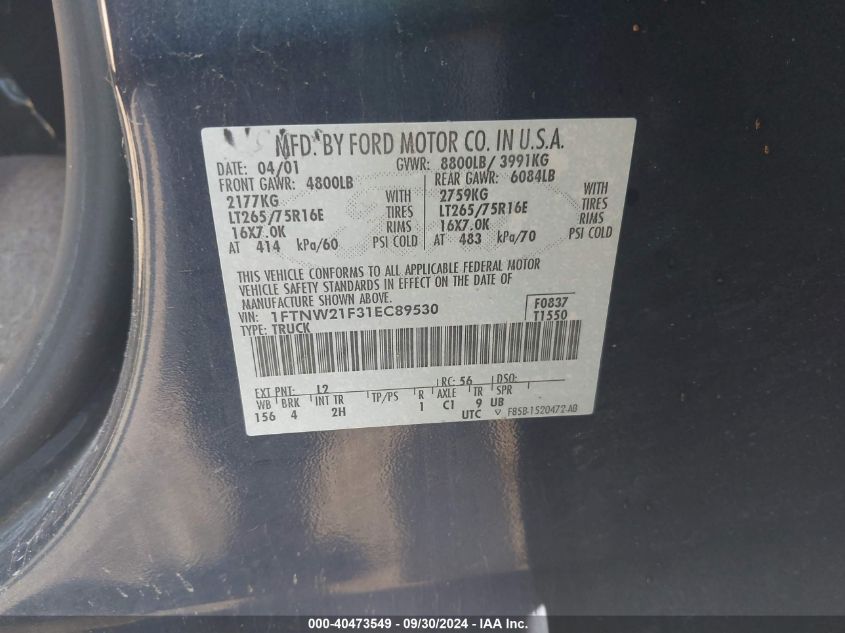 MFD. BY FORD MOTOR CO. IN U.S.A.
DATE: 04/01 GVWR: 8800LB/ 3991KG
FRONT GAWR: 4800LB REAR GAWR: 6084LB
2177KG WITH 2759KG WITH
LT265/75R16E TIRES LT265/75R16E TIRES
16X7.0K RIMS 16X7.0K RIMS
AT 414 kPa/60 PSI COLD AT 483 kPa/70 PSI COLD
THIS VEHICLE CONFORMS TO ALL APPLICABLE FEDERAL MOTOR
VEHICLE SAFETY STANDARDS IN EFFECT ON THE DATE OF
MANUFACTURE SHOWN ABOVE.
VIN: 1FTNW21F31EC89530 F0837
TYPE: TRUCK T1550
EXT PNT: L2 RC: 56 DSO:
WB BRK INT TR TP/PS R AXLE TR SPR
156 4 2H 1 C1 9 UB
UTC F85B-1520472-AB
000-40473549 - 09/30/2024 - IAA Inc.